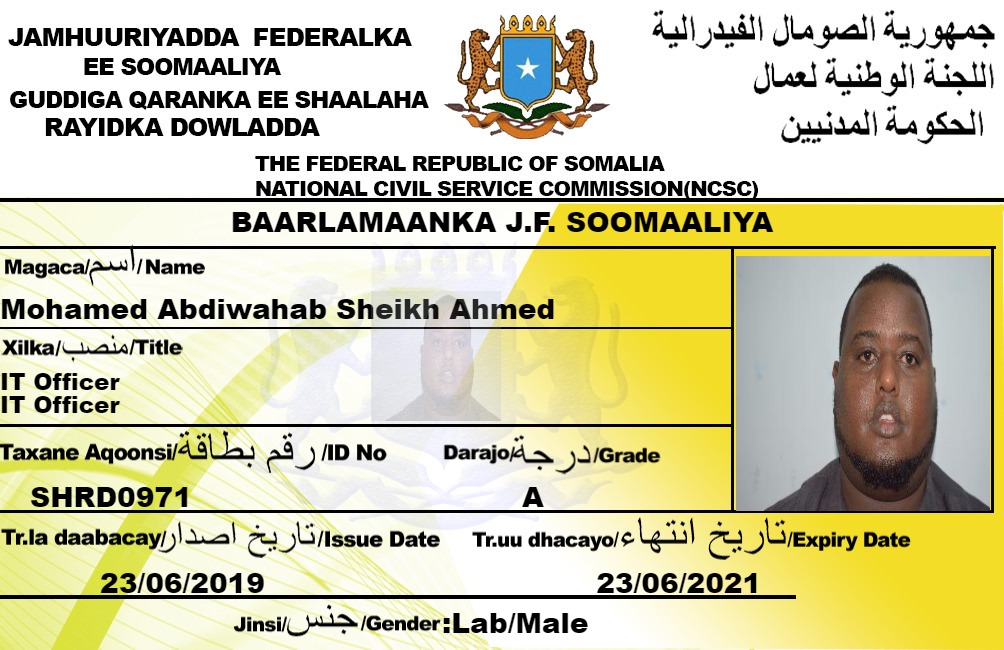 JAMHUURIYADDA FEDERALKA
EE SOOMAALIYA
GUDDIGA QARANKA EE SHAALAHA
RAYIDKA DOWLADDA
جمهورية الصومال الفيدرالية
اللجنة الوطنية لعمال
الحكومة المدنيين
THE FEDERAL REPUBLIC OF SOMALIA
NATIONAL CIVIL SERVICE COMMISSION(NCSC)
BAARLAMAANKA J.F. SOOMAALIYA
Magaca/اسم/Name
Mohamed Abdiwahab Sheikh Ahmed
Xilka/منصب/Title
IT Officer
IT Officer
Taxane Aqoonsi/رقم بطاقة/ID No
Darajo/درجة/Grade
SHRD0971
A
Tr.la daabacay/تاريخ اصدار/Issue Date
Tr.uu dhacayo/تاريخ انتهاء/Expiry Date
23/06/2019
23/06/2021
Jinsi/جنس/Gender:Lab/Male